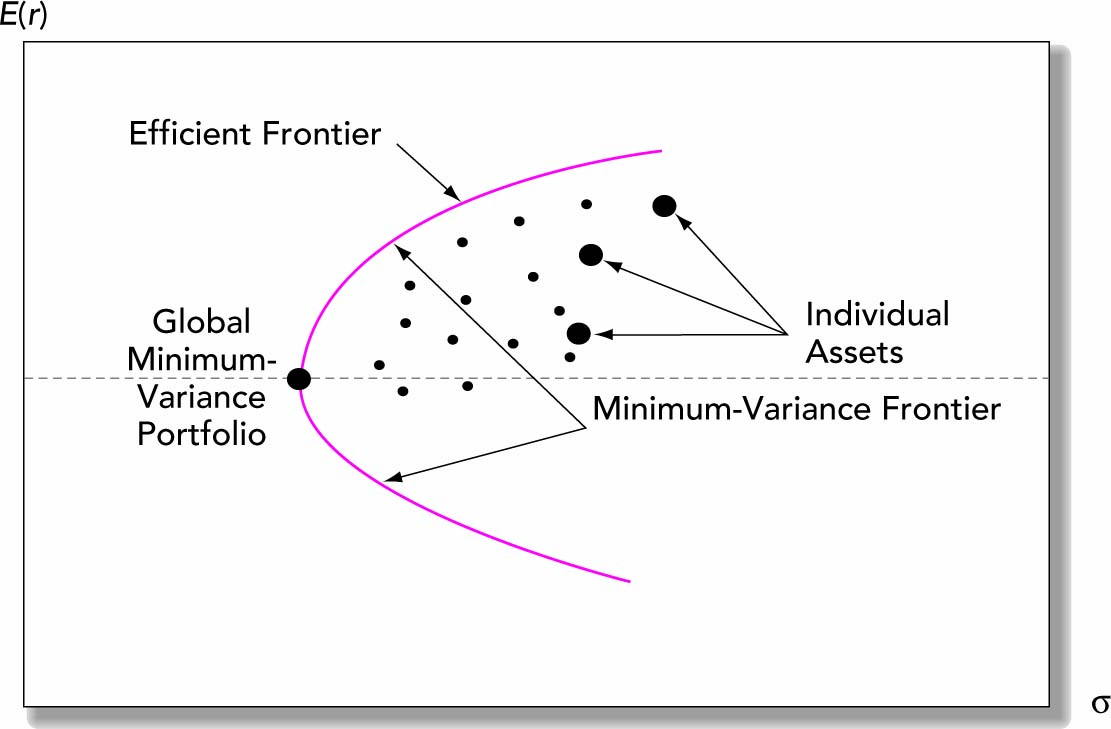 E(r)
Efficient Frontier
Global
Minimum-
Variance
Portfolio
Individual
Assets
Minimum-Variance Frontier
σ